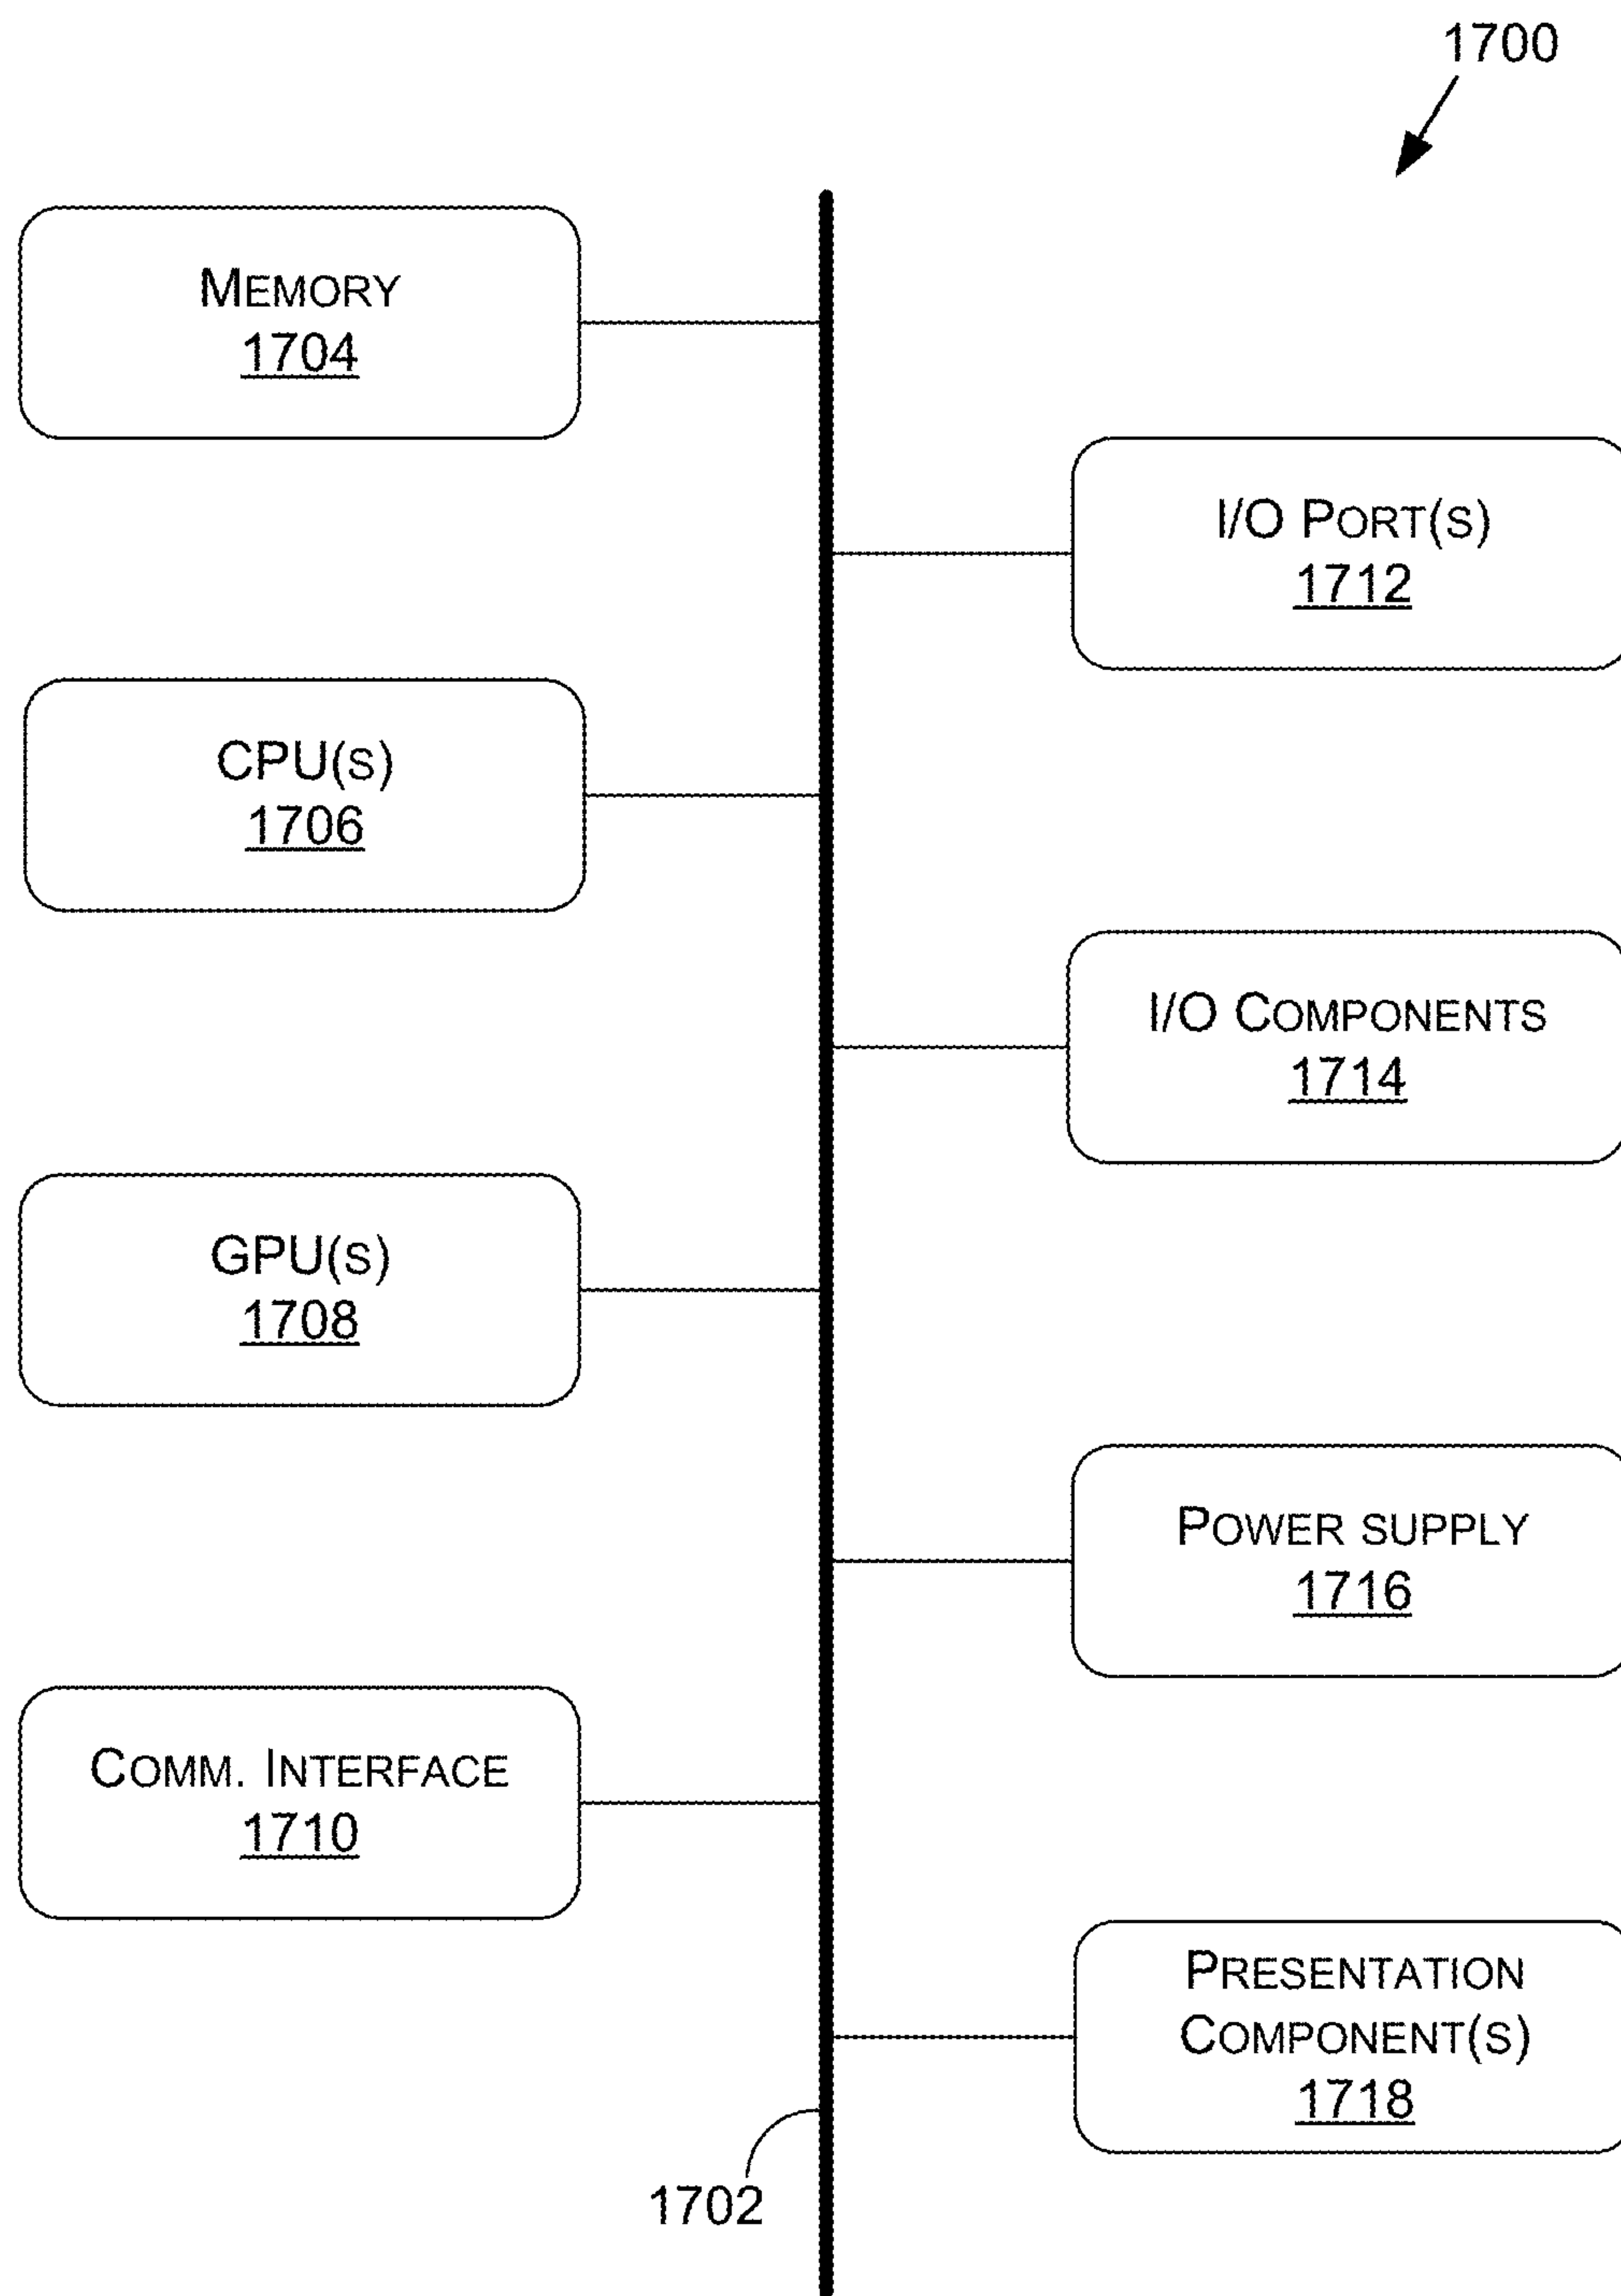 1700
MEMORY
1704
I/O PORT(S)
1712
CPU(S)
1706
I/O COMPONENTS
1714
GPU(S)
1708
POWER SUPPLY
1716
COMM. INTERFACE
1710
PRESENTATION
COMPONENT(S)
1718
1702